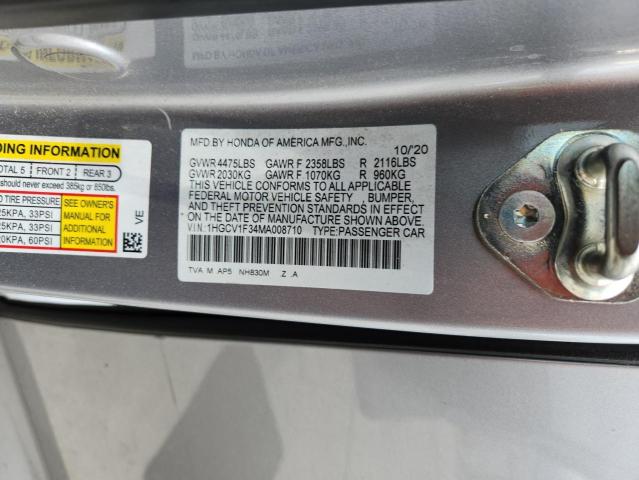 DING INFORMATION
OTAL 5 FRONT 2 REAR 3
should never exceed 385kg or 850lbs.
D TIRE PRESSURE
25KPA, 33PSI
25KPA, 33PSI
20KPA, 60PSI
SEE OWNER'S
MANUAL FOR
ADDITIONAL
INFORMATION
VE
MFD BY HONDA OF AMERICA MFG.,INC.
10/'20
GVWR 4475LBS GAWR F 2358LBS R 2116LBS
GVWR 2030KG GAWR F 1070KG R 960KG
THIS VEHICLE CONFORMS TO ALL APPLICABLE
FEDERAL MOTOR VEHICLE SAFETY BUMPER,
AND THEFT PREVENTION STANDARDS IN EFFECT
ON THE DATE OF MANUFACTURE SHOWN ABOVE.
V.I.N: 1HGCV1F34MA008710 TYPE:PASSENGER CAR
TVA M AP5 NH830M Z .A